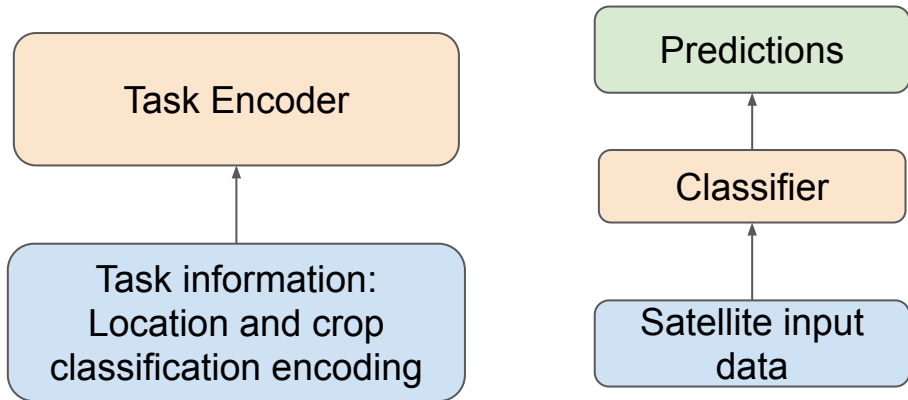 Task Encoder
Task information:
Location and crop
classification encoding
Predictions
Classifier
Satellite input
data